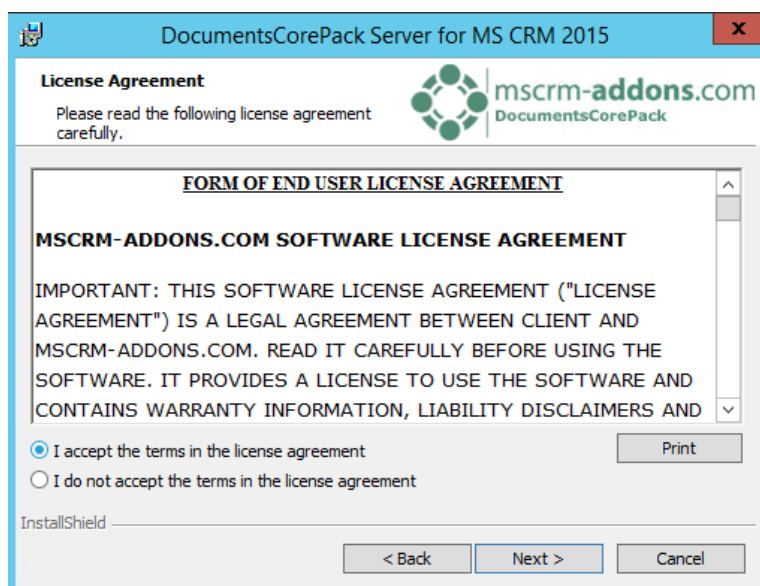 DocumentsCorePack Server for MS CRM 2015
x
License Agreement
Please read the following license agreement
carefully.
mscrm-addons.com
DocumentsCorePack
FORM OF END USER LICENSE AGREEMENT
MSCRM-ADDONS.COM SOFTWARE LICENSE AGREEMENT
IMPORTANT: THIS SOFTWARE LICENSE AGREEMENT ("LICENSE
AGREEMENT") IS A LEGAL AGREEMENT BETWEEN CLIENT AND
MSCRM-ADDONS.COM. READ IT CAREFULLY BEFORE USING THE
SOFTWARE. IT PROVIDES A LICENSE TO USE THE SOFTWARE AND
CONTAINS WARRANTY INFORMATION, LIABILITY DISCLAIMERS AND
I accept the terms in the license agreement
Print
I do not accept the terms in the license agreement
InstallShield
< Back
Next >
Cancel